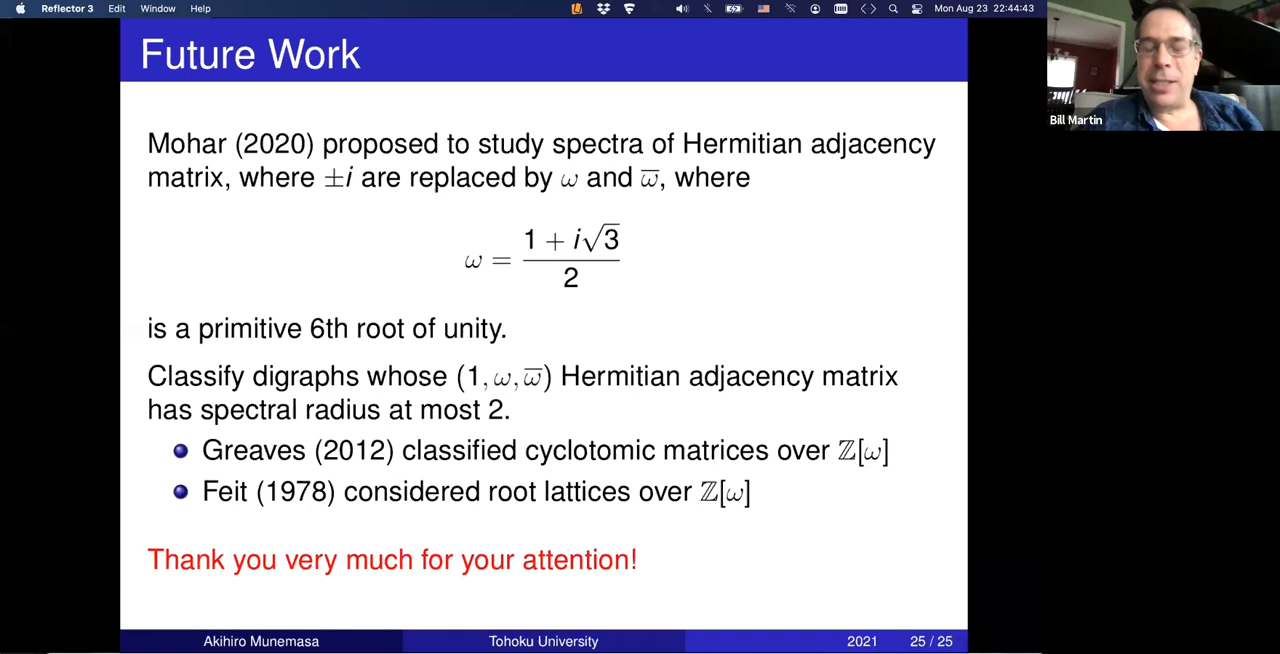 Reflector 3 Edit Window Help
Mon Aug 23 22:44:43
Future Work
Bill Martin
Mohar (2020) proposed to study spectra of Hermitian adjacency
matrix, where ±i are replaced by ω and ω̅, where
ω = (1 + i√3) / 2
is a primitive 6th root of unity.
Classify digraphs whose (1, ω, ω̅) Hermitian adjacency matrix
has spectral radius at most 2.
Greaves (2012) classified cyclotomic matrices over ℤ[ω]
Feit (1978) considered root lattices over ℤ[ω]
Thank you very much for your attention!
Akihiro Munemasa Tohoku University 2021 25 / 25